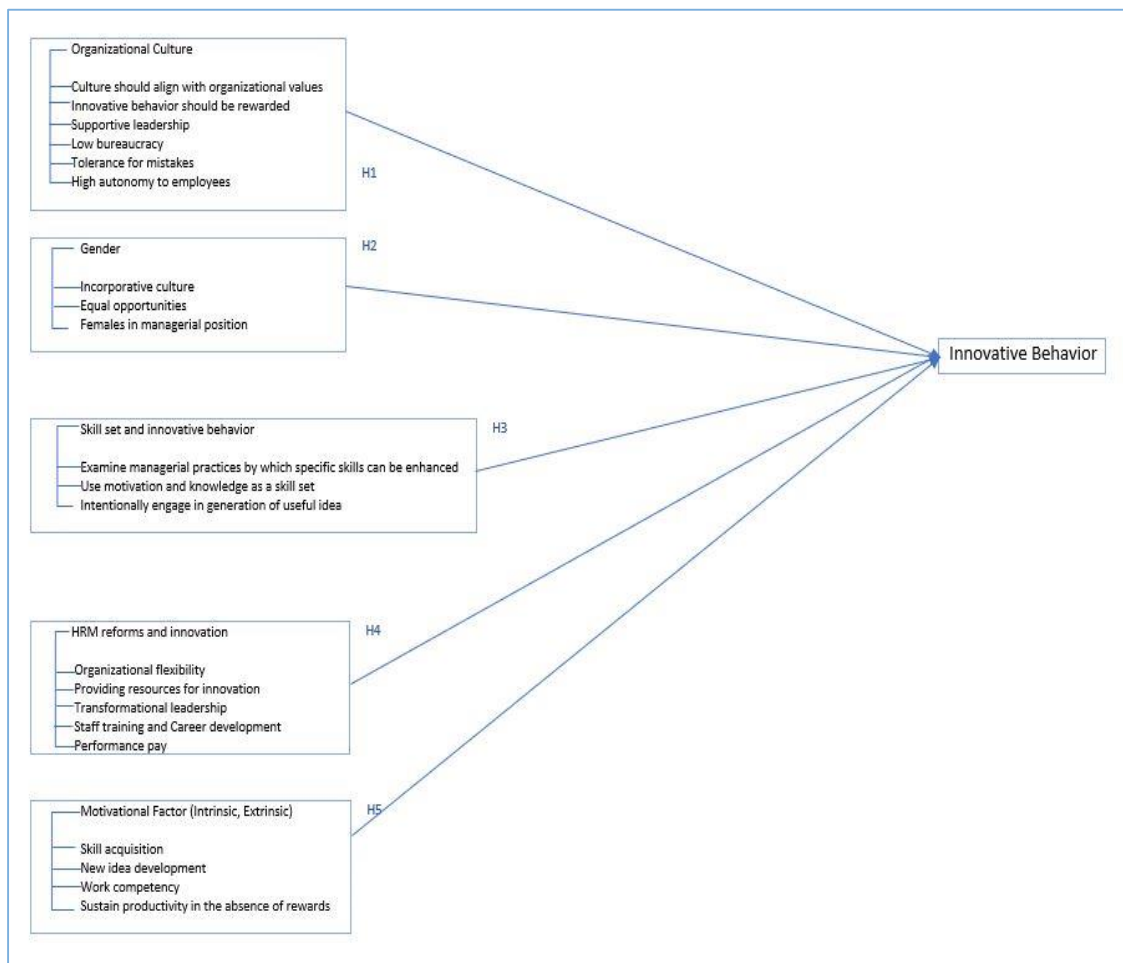 Organizational Culture
Culture should align with organizational values
Innovative behavior should be rewarded
Supportive leadership
Low bureaucracy
Tolerance for mistakes
High autonomy to employees
H1
Gender
Incorporative culture
Equal opportunities
Females in managerial position
H2
Innovative Behavior
Skill set and innovative behavior
Examine managerial practices by which specific skills can be enhanced
Use motivation and knowledge as a skill set
Intentionally engage in generation of useful idea
H3
HRM reforms and innovation
Organizational flexibility
Providing resources for innovation
Transformational leadership
Staff training and Career development
Performance pay
H4
Motivational Factor (Intrinsic, Extrinsic)
Skill acquisition
New idea development
Work competency
Sustain productivity in the absence of rewards
H5